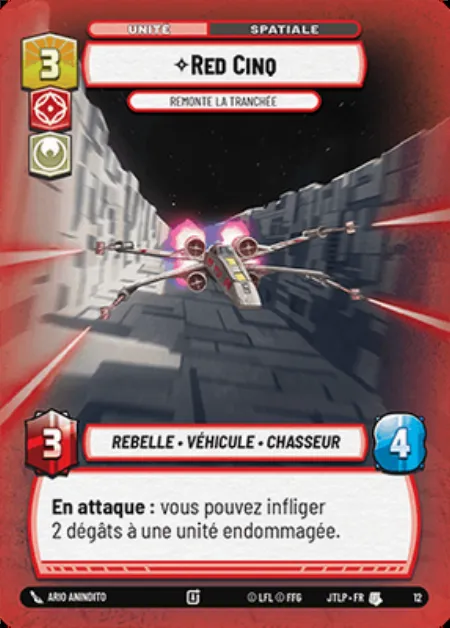 UNITÉ SPATIALE
3
✧RED CINQ
REMONTE LA TRANCHÉE
3
REBELLE • VÉHICULE • CHASSEUR
4
En attaque : vous pouvez infliger
2 dégâts à une unité endommagée.
ARIO ANINDITO © LFL © FFG JTLP • FR 12